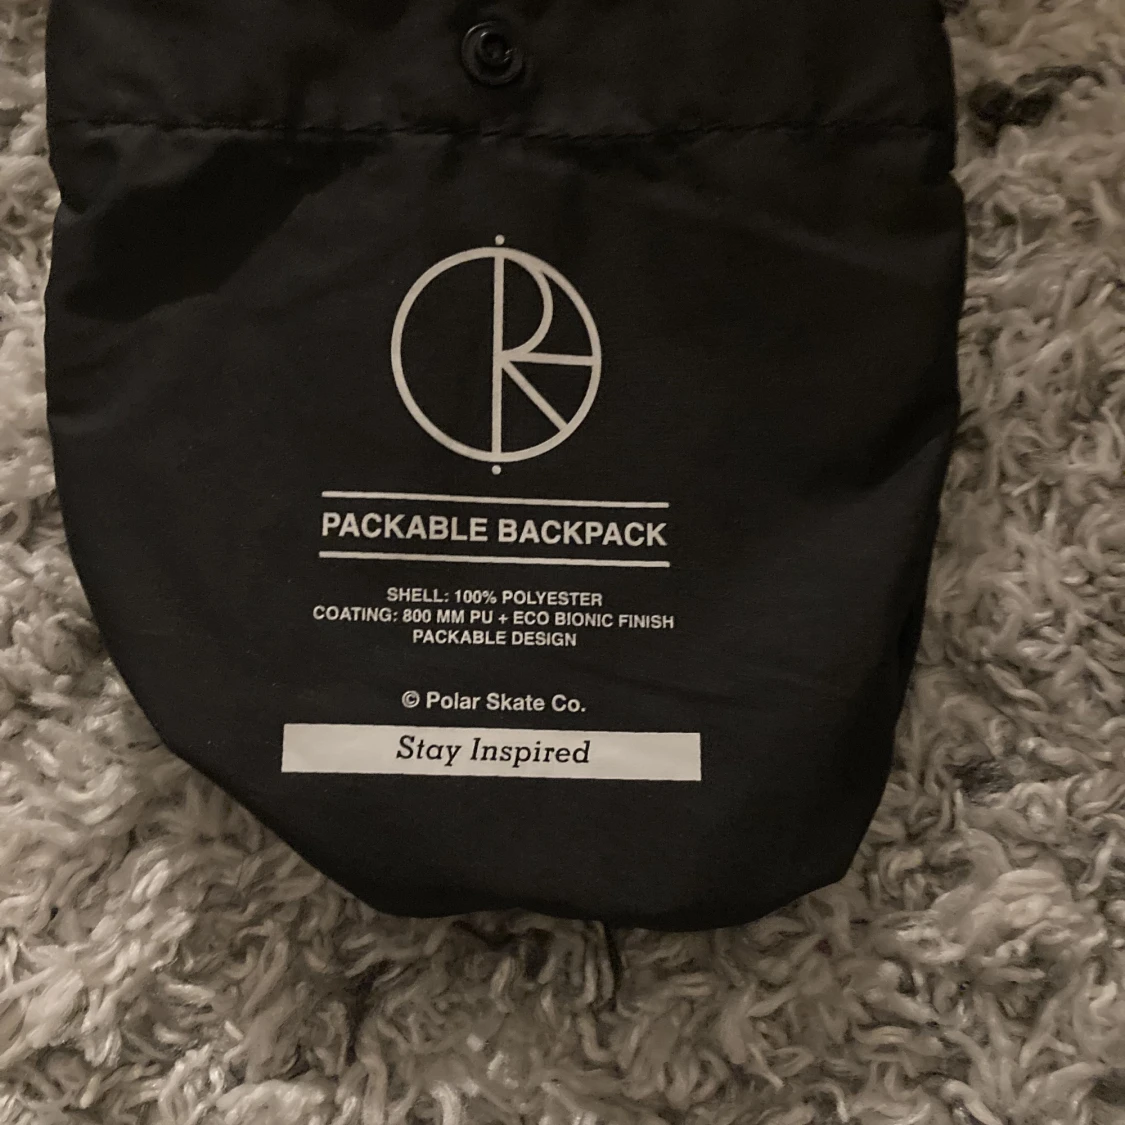 PACKABLE BACKPACK
SHELL: 100% POLYESTER
COATING: 800 MM PU + ECO BIONIC FINISH
PACKABLE DESIGN
© Polar Skate Co.
Stay Inspired